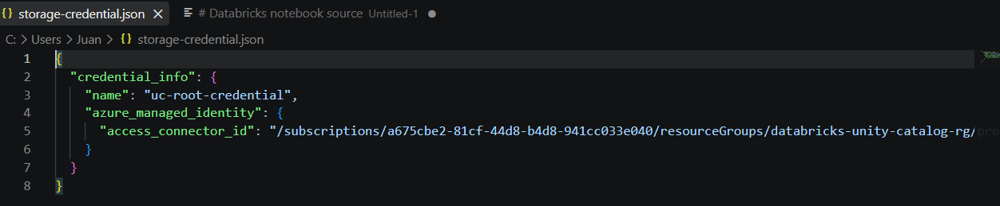 {} storage-credential.json × # Databricks notebook source Untitled-1 ●
C: > Users > Juan > {} storage-credential.json
1 {
2 "credential_info": {
3 "name": "uc-root-credential",
4 "azure_managed_identity": {
5 "access_connector_id": "/subscriptions/a675cbe2-81cf-44d8-b4d8-941cc033e040/resourceGroups/databricks-unity-catalog-rg/
6 }
7 }
8 }